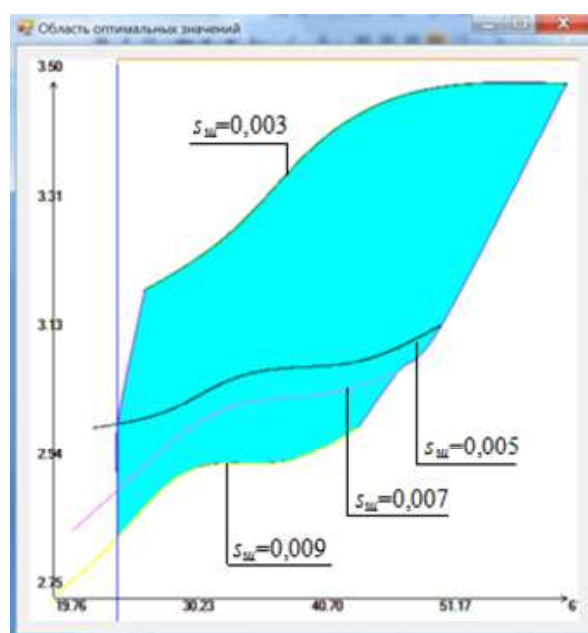 Область оптимальных значений
3.50
sш=0,003
3.31
3.13
2.94
sш=0,005
sш=0,007
sш=0,009
2.75
19.76 30.23 40.70 51.17 6